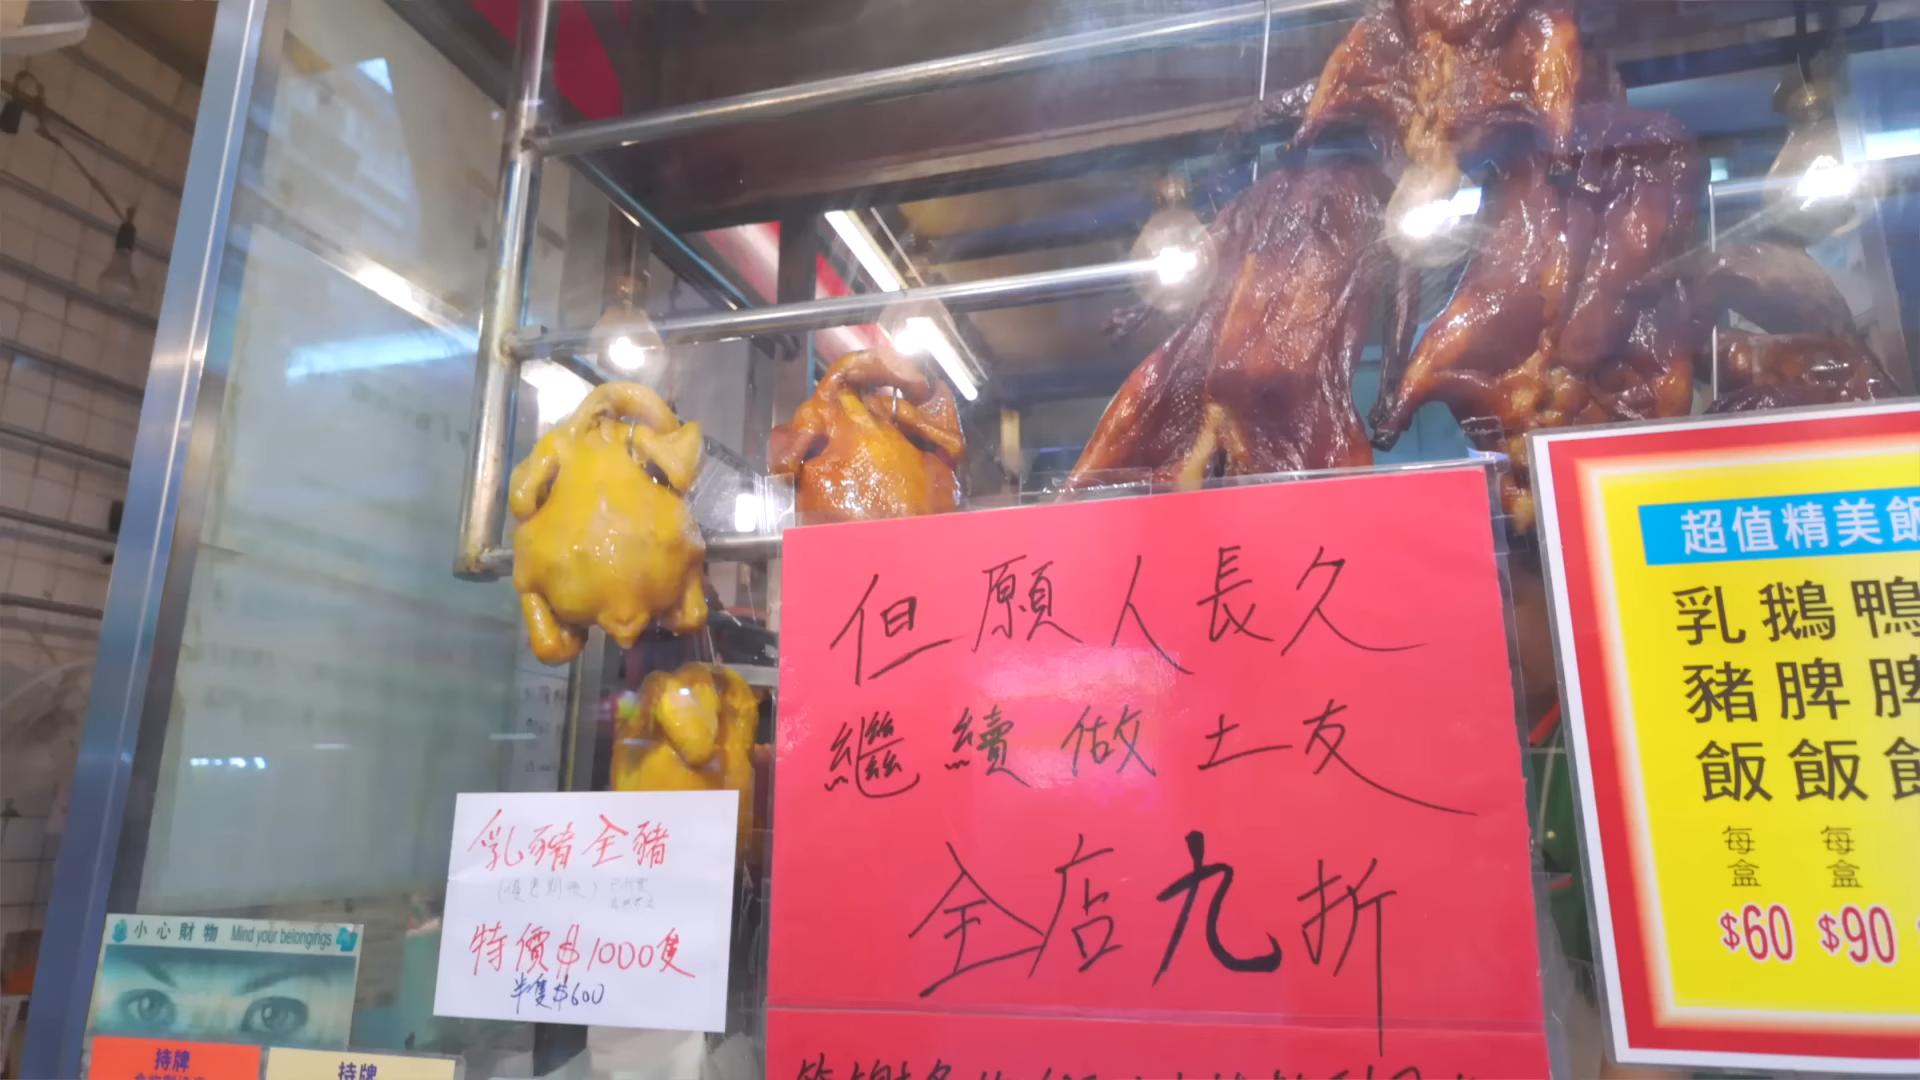 但願人長久
繼續做土友
全店九折
超值精美飯
乳 鵝 鴨
豬 脾 脾
飯 飯 飯
每盒 每盒
$60 $90
乳豬全豬
特價$1000隻
半隻$600
小心財物 Mind your belongings
持牌
持牌